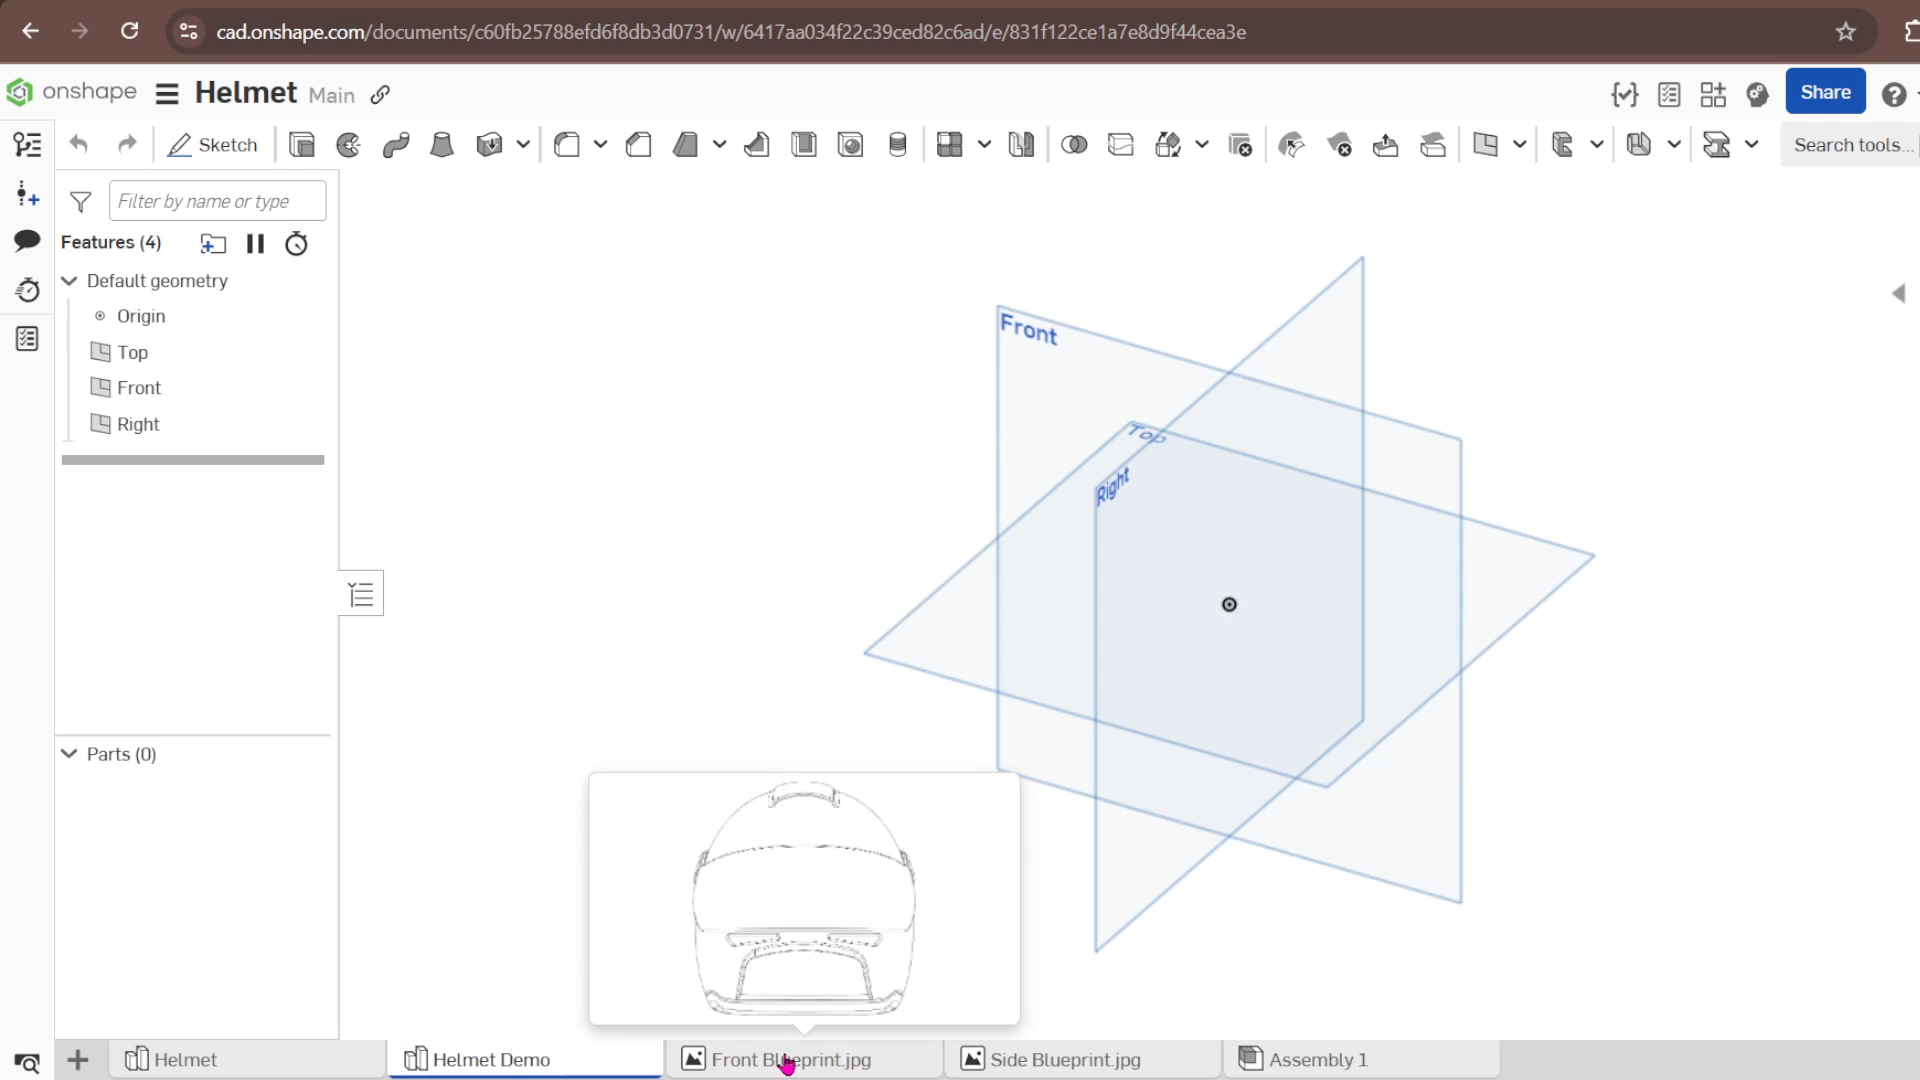 cad.onshape.com/documents/c60fb25788efd6f8db3d0731/w/6417aa034f22c39ced82c6ad/e/831f122ce1a7e8d9f44cea3e
onshape Helmet Main Share
Sketch Search tools...
Filter by name or type
Features (4)
Default geometry
Origin
Top
Front
Right
Front
Top
Right
Parts (0)
Helmet Helmet Demo Front Blueprint.jpg Side Blueprint.jpg Assembly 1